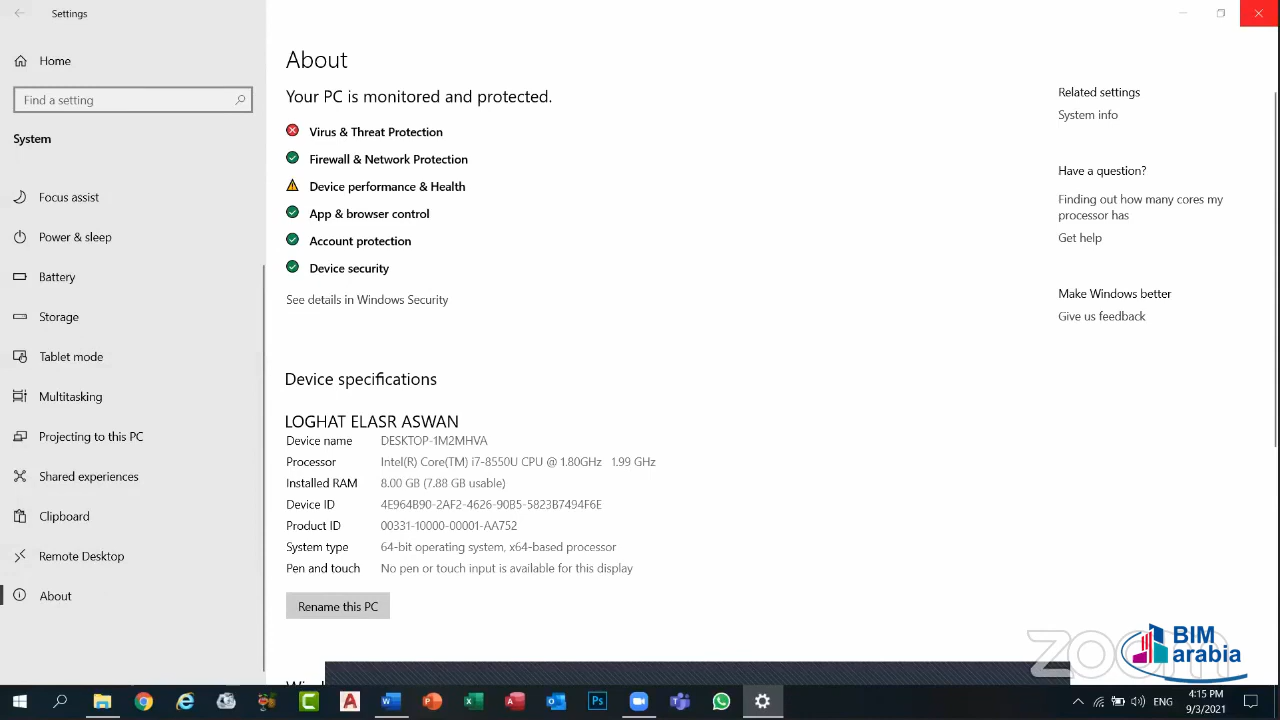 Settings
Home
Find a setting
System
Focus assist
Power & sleep
Battery
Storage
Tablet mode
Multitasking
Projecting to this PC
Shared experiences
Clipboard
Remote Desktop
About
About
Your PC is monitored and protected.
Virus & Threat Protection
Firewall & Network Protection
Device performance & Health
App & browser control
Account protection
Device security
See details in Windows Security
Device specifications
LOGHAT ELASR ASWAN
Device name DESKTOP-1M2MHVA
Processor Intel(R) Core(TM) i7-8550U CPU @ 1.80GHz 1.99 GHz
Installed RAM 8.00 GB (7.88 GB usable)
Device ID 4E964B90-2AF2-4626-90B5-5823B7494F6E
Product ID 00331-10000-00001-AA752
System type 64-bit operating system, x64-based processor
Pen and touch No pen or touch input is available for this display
Rename this PC
Related settings
System info
Have a question?
Finding out how many cores my
processor has
Get help
Make Windows better
Give us feedback
zoom
BIM
arabia
ENG
4:15 PM
9/3/2021